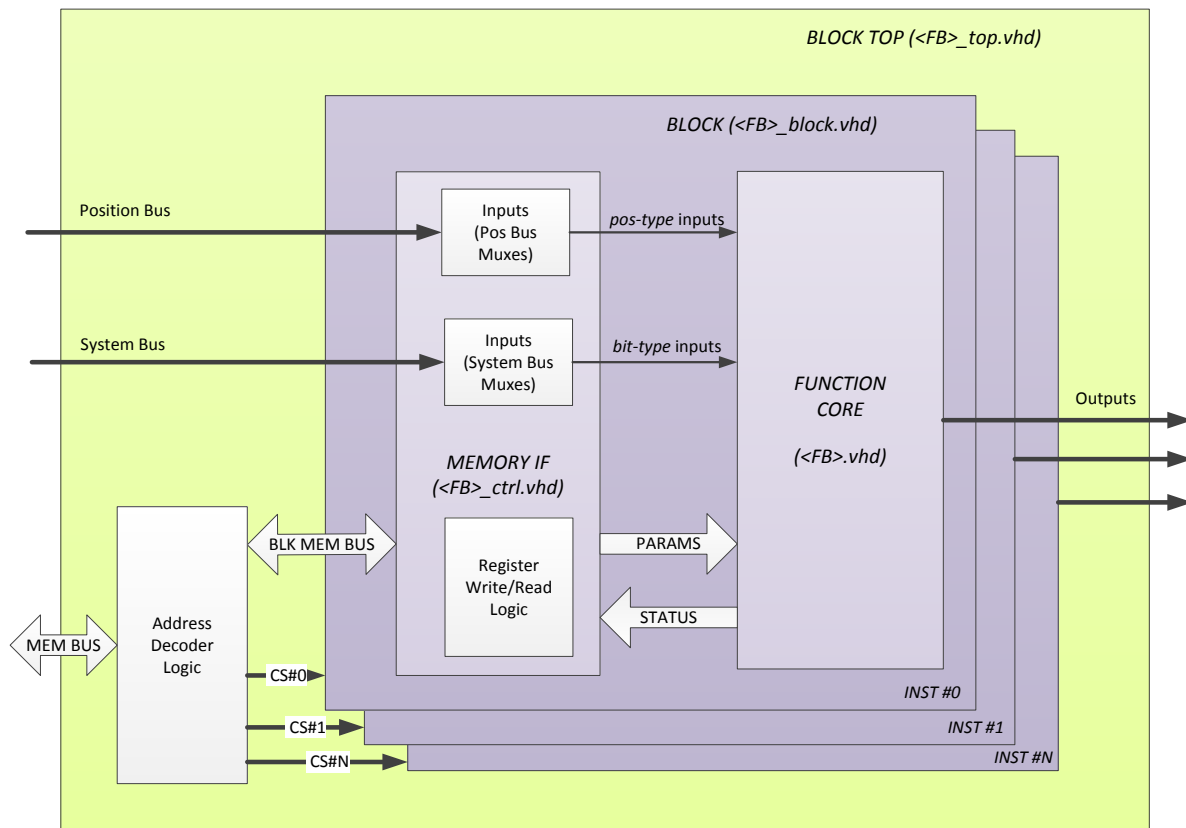 BLOCK TOP (<FB>_top.vhd)
BLOCK (<FB>_block.vhd)
Position Bus
Inputs
(Pos Bus
Muxes)
pos-type inputs
System Bus
Inputs
(System Bus
Muxes)
bit-type inputs
FUNCTION
CORE
(<FB>.vhd)
Outputs
MEMORY IF
(<FB>_ctrl.vhd)
BLK MEM BUS
Register
Write/Read
Logic
PARAMS
STATUS
MEM BUS
Address
Decoder
Logic
CS#0
INST #0
CS#1
INST #1
CS#N
INST #N